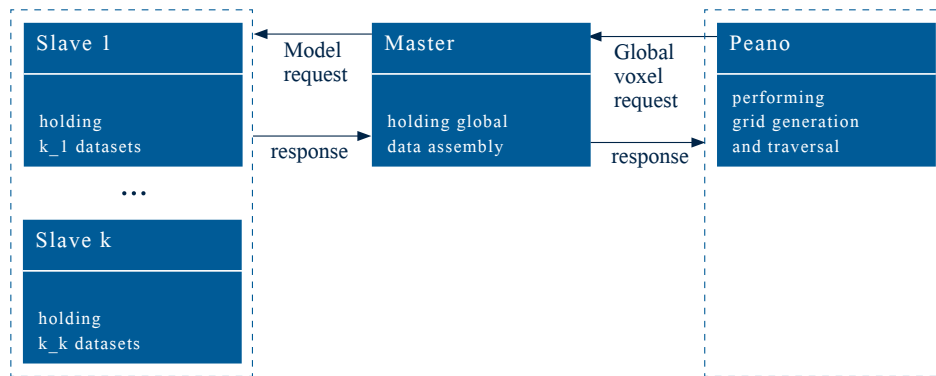 Slave 1
holding
k_1 datasets
...
Slave k
holding
k_k datasets
Model
request
response
Master
holding global
data assembly
Global
voxel
request
response
Peano
performing
grid generation
and traversal